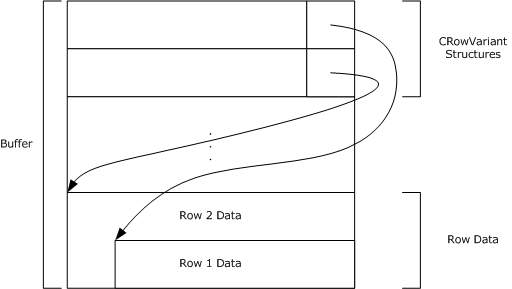 CRowVariant
Structures
Buffer
.
.
.
Row 2 Data
Row Data
Row 1 Data